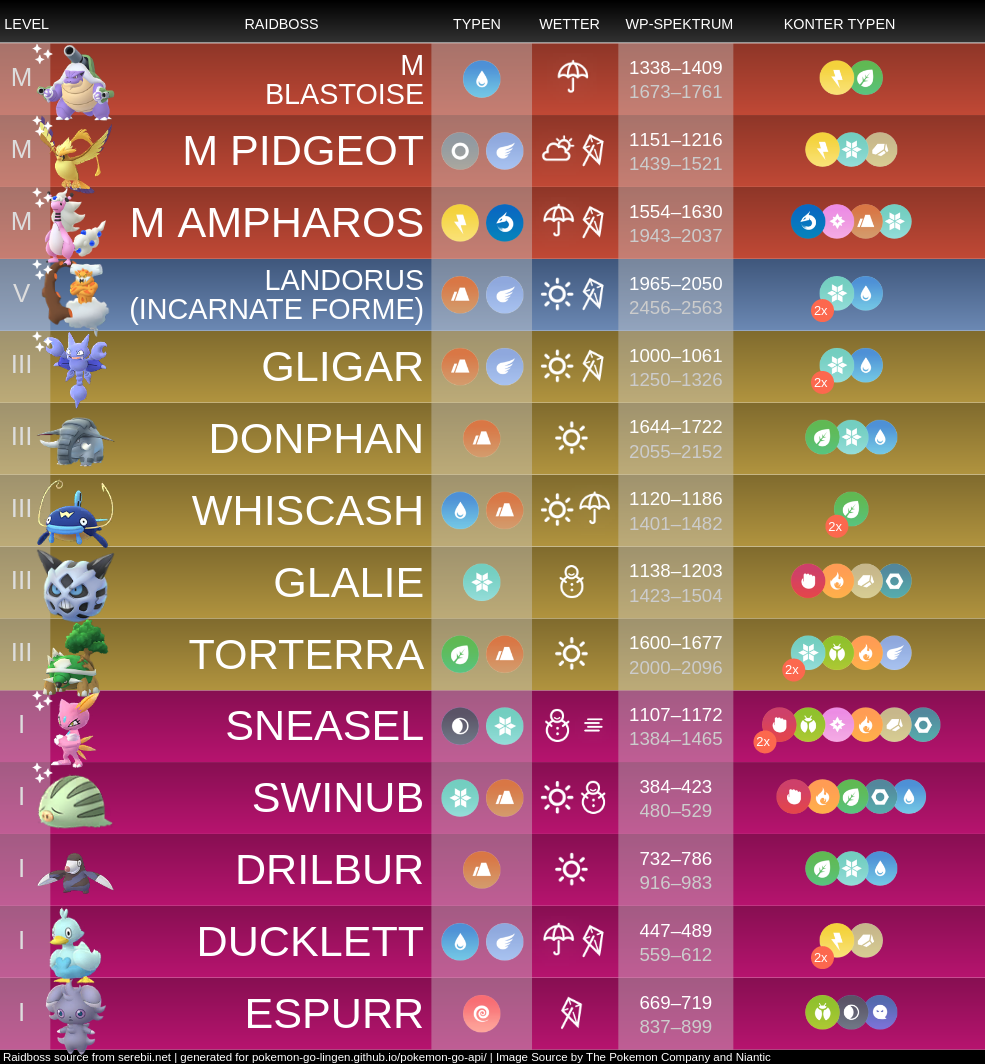 LEVEL RAIDBOSS TYPEN WETTER WP-SPEKTRUM KONTER TYPEN
M M BLASTOISE 1338–1409
1673–1761
M M PIDGEOT 1151–1216
1439–1521
M M AMPHAROS 1554–1630
1943–2037
V LANDORUS (INCARNATE FORME) 1965–2050
2456–2563 2x
III GLIGAR 1000–1061
1250–1326 2x
III DONPHAN 1644–1722
2055–2152
III WHISCASH 1120–1186
1401–1482 2x
III GLALIE 1138–1203
1423–1504
III TORTERRA 1600–1677
2000–2096 2x
I SNEASEL 1107–1172
1384–1465 2x
I SWINUB 384–423
480–529
I DRILBUR 732–786
916–983
I DUCKLETT 447–489
559–612 2x
I ESPURR 669–719
837–899
Raidboss source from serebii.net | generated for pokemon-go-lingen.github.io/pokemon-go-api/ | Image Source by The Pokemon Company and Niantic